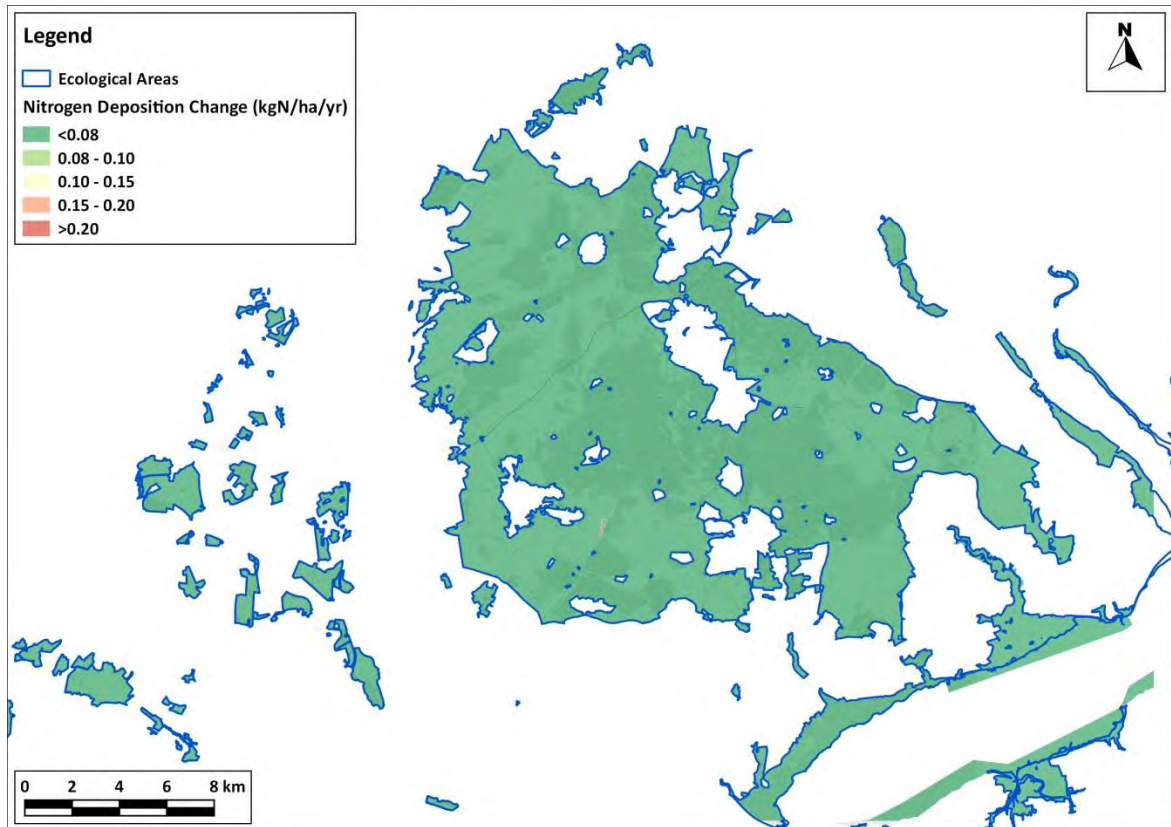 Legend
Ecological Areas
Nitrogen Deposition Change (kgN/ha/yr)
<0.08
0.08 - 0.10
0.10 - 0.15
0.15 - 0.20
>0.20
N
0 2 4 6 8 km